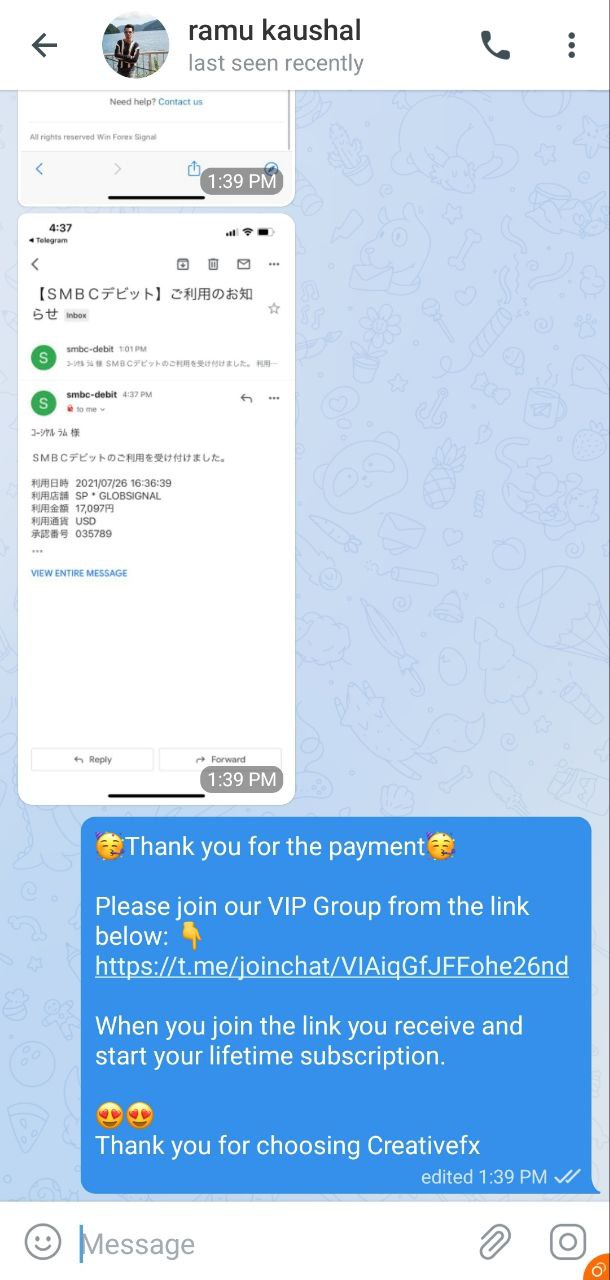 ramu kaushal
last seen recently
Need help? Contact us
All rights reserved Win Forex Signal
1:39 PM
4:37
Telegram
【ＳＭＢＣデビット】ご利用のお知
らせ Inbox
smbc-debit 1:01 PM
ｺｰｼﾔﾙ ﾗﾑ 様 ＳＭＢＣデビットのご利用を受け付けました。 利用…
smbc-debit 4:37 PM
to me
ｺｰｼﾔﾙ ﾗﾑ 様
ＳＭＢＣデビットのご利用を受け付けました。
利用日時 2021/07/26 16:36:39
利用店舗 SP * GLOBSIGNAL
利用金額 17,097円
利用通貨 USD
承認番号 035789
...
VIEW ENTIRE MESSAGE
Reply Forward
1:39 PM
🥳Thank you for the payment🥳
Please join our VIP Group from the link
below: 👇
https://t.me/joinchat/VIAiqGfJFFohe26nd
When you join the link you receive and
start your lifetime subscription.
😍😍
Thank you for choosing Creativefx
edited 1:39 PM
Message